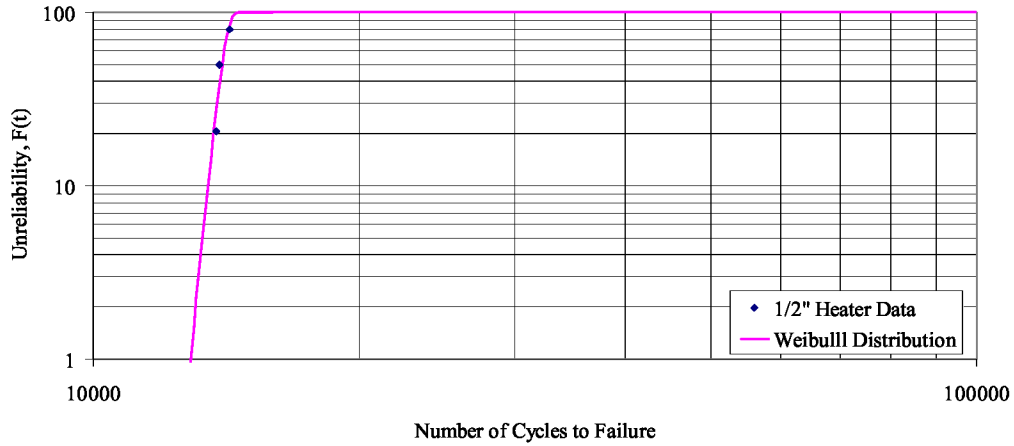 100
10
1
Unreliability, F(t)
10000
100000
Number of Cycles to Failure
1/2" Heater Data
Weibulll Distribution